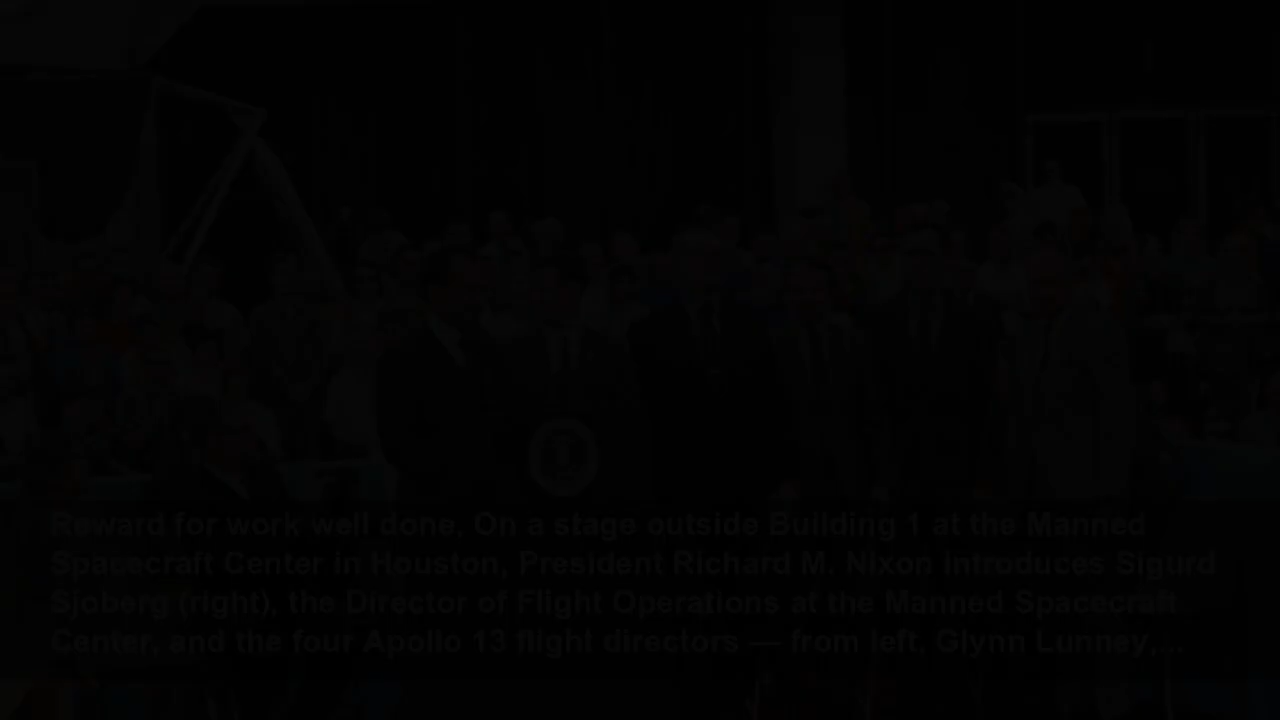 Reward for work well done. On a stage outside Building 1 at the Manned
Spacecraft Center in Houston, President Richard M. Nixon introduces Sigurd
Sjoberg (right), the Director of Flight Operations at the Manned Spacecraft
Center, and the four Apollo 13 flight directors — from left, Glynn Lunney,...